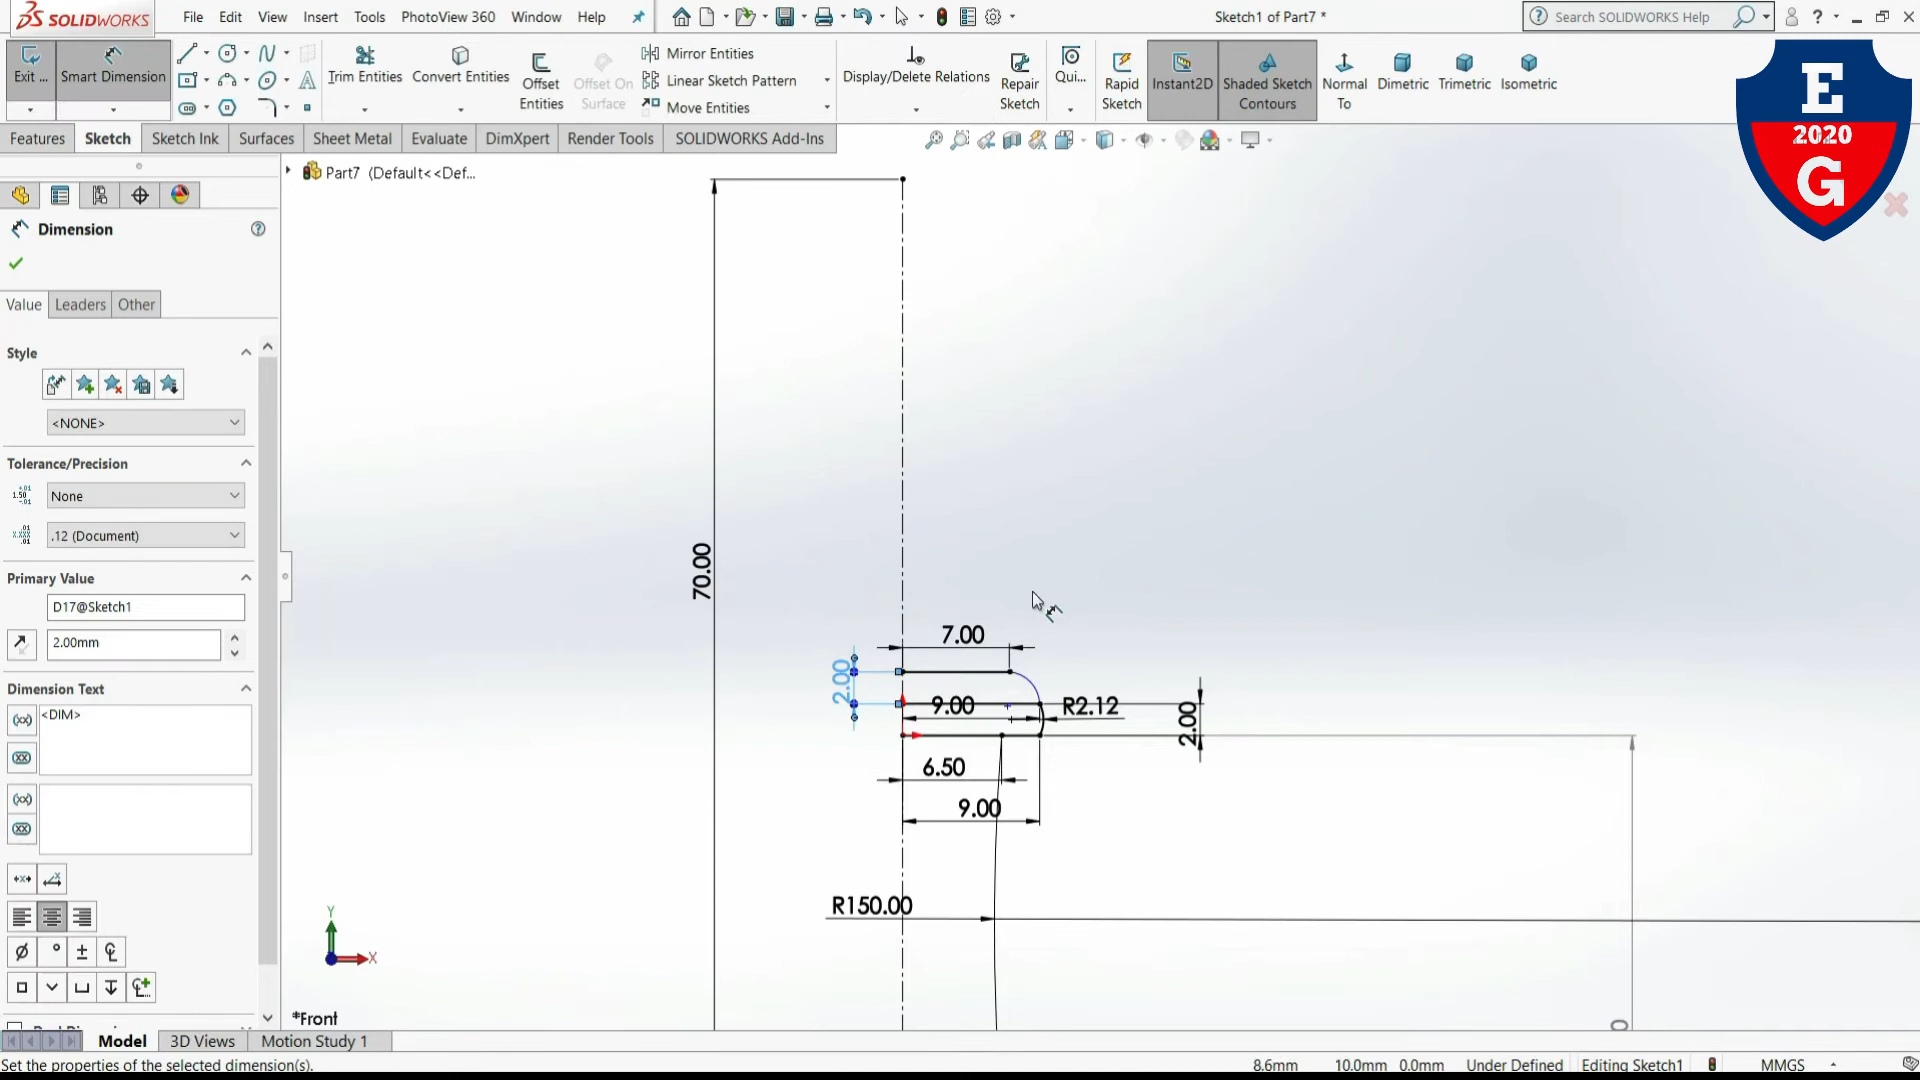 SOLIDWORKS File Edit View Insert Tools PhotoView 360 Window Help Sketch1 of Part7 * Search SOLIDWORKS Help
Exit ... Smart Dimension Trim Entities Convert Entities Offset Entities Offset On Surface Mirror Entities Linear Sketch Pattern Move Entities Display/Delete Relations Repair Sketch Qui... Rapid Sketch Instant2D Shaded Sketch Contours Normal To Dimetric Trimetric Isometric
E
2020
G
Features Sketch Sketch Ink Surfaces Sheet Metal Evaluate DimXpert Render Tools SOLIDWORKS Add-Ins
Part7 (Default<<Def...
Dimension
Value Leaders Other
Style
<NONE>
Tolerance/Precision
None
.12 (Document)
Primary Value
D17@Sketch1
2.00mm
Dimension Text
<DIM>
70.00
7.00
2.00
9.00
R2.12
2.00
6.50
9.00
R150.00
Y
X
*Front
Model 3D Views Motion Study 1
Set the properties of the selected dimension(s). 8.6mm 10.0mm 0.0mm Under Defined Editing Sketch1 MMGS